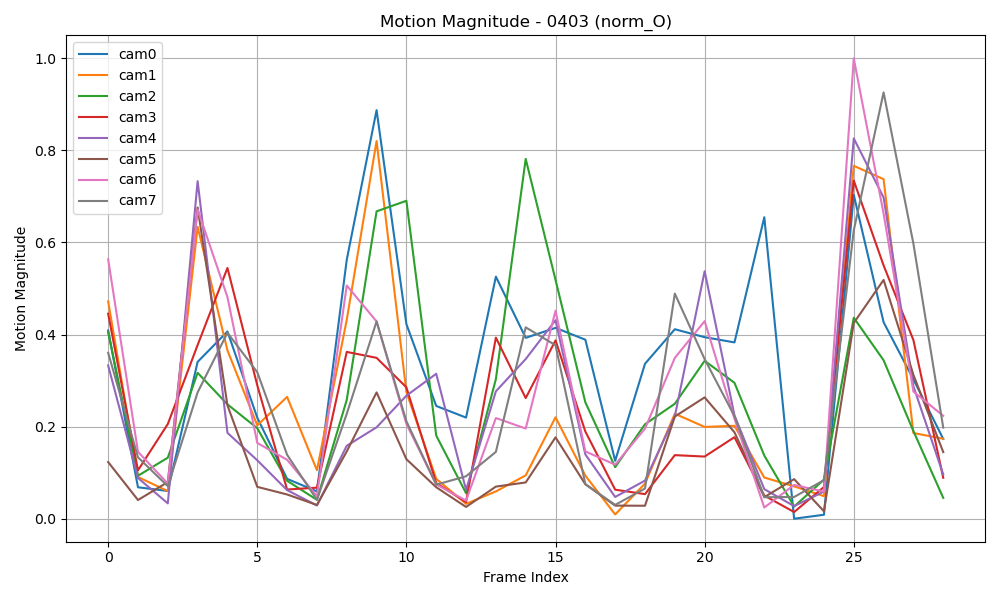 Motion Magnitude - 0403 (norm_O)
cam0
cam1
cam2
cam3
cam4
cam5
cam6
cam7
Motion Magnitude
1.0
0.8
0.6
0.4
0.2
0.0
0 5 10 15 20 25
Frame Index